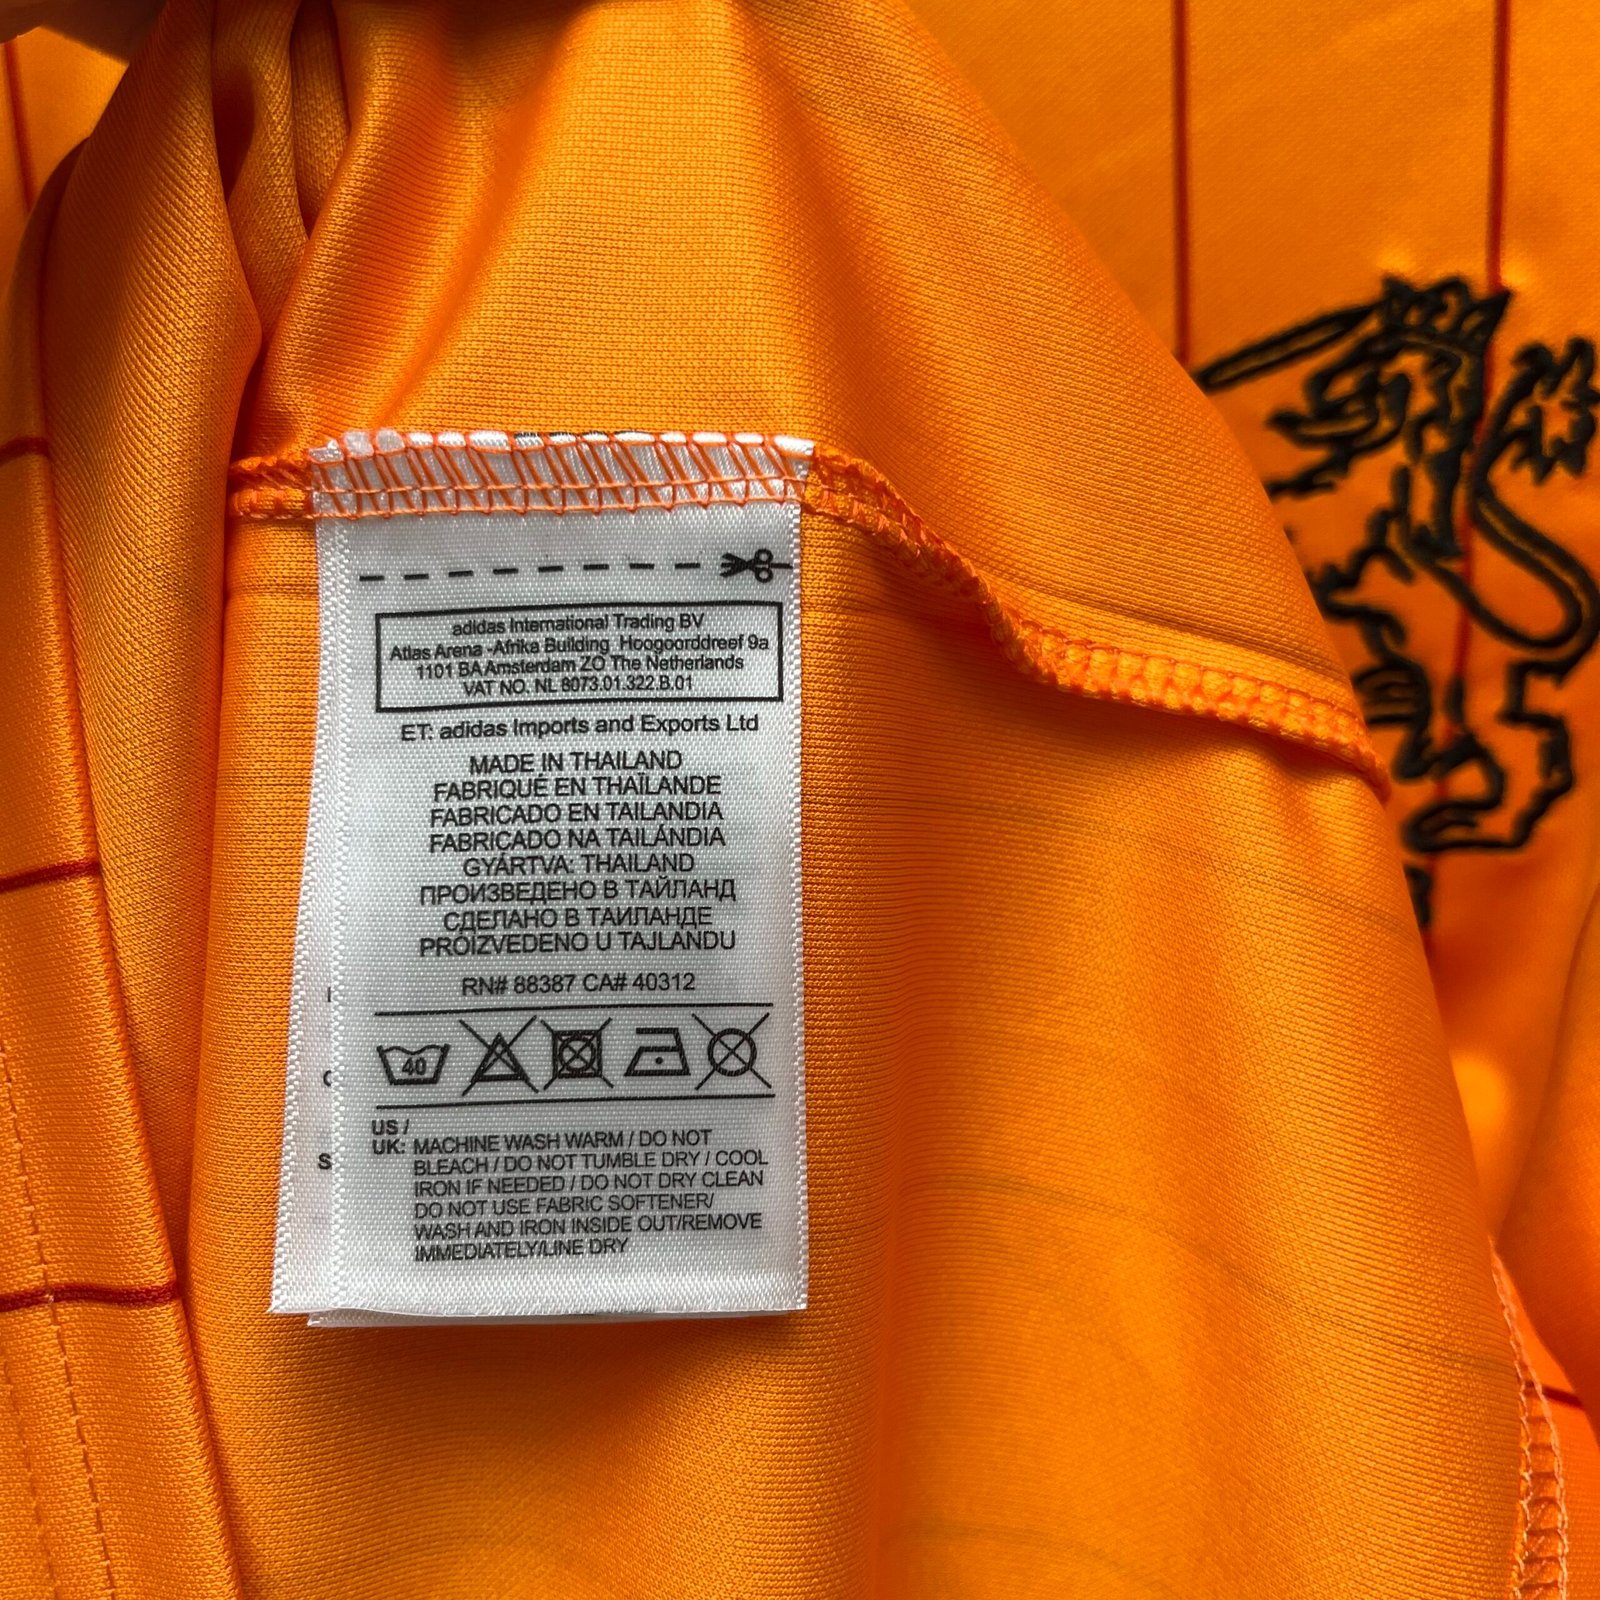 adidas International Trading BV
Atlas Arena -Afrika Building Hoogoorddreef 9a
1101 BA Amsterdam ZO The Netherlands
VAT NO. NL 8073.01.322.B.01
ET: adidas Imports and Exports Ltd
MADE IN THAILAND
FABRIQUÉ EN THAÏLANDE
FABRICADO EN TAILANDIA
FABRICADO NA TAILÂNDIA
GYÁRTVA: THAILAND
ПРОИЗВЕДЕНО В ТАЙЛАНД
СДЕЛАНО В ТАИЛАНДЕ
PROIZVEDENO U TAJLANDU
RN# 88387 CA# 40312
40
US /
UK: MACHINE WASH WARM / DO NOT
BLEACH / DO NOT TUMBLE DRY / COOL
IRON IF NEEDED / DO NOT DRY CLEAN
DO NOT USE FABRIC SOFTENER/
WASH AND IRON INSIDE OUT/REMOVE
IMMEDIATELY/LINE DRY